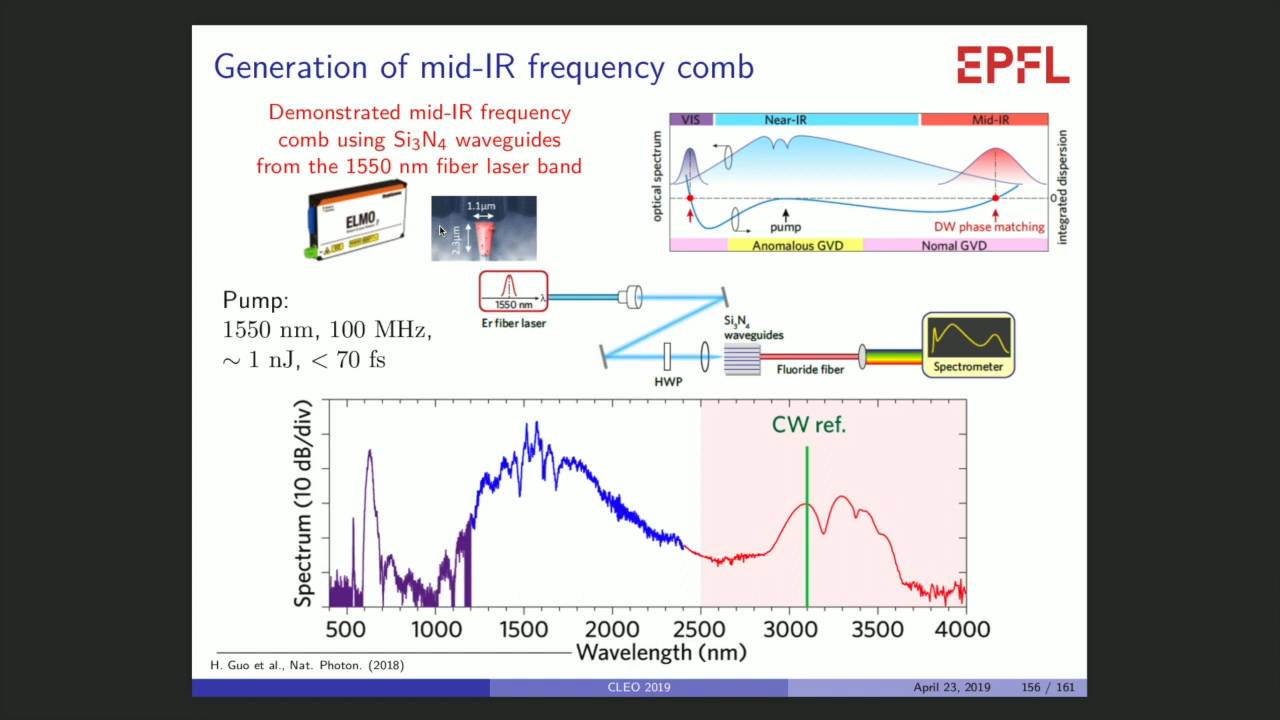 Generation of mid-IR frequency comb
EPFL
Demonstrated mid-IR frequency
comb using Si3N4 waveguides
from the 1550 nm fiber laser band
ELMO
1.1μm
2.3μm
VIS
Near-IR
Mid-IR
optical spectrum
integrated dispersion
0
pump
DW phase matching
Anomalous GVD
Nomal GVD
Pump:
1550 nm, 100 MHz,
∼ 1 nJ, < 70 fs
1550 nm
λ
Er fiber laser
HWP
Si3N4
waveguides
Fluoride fiber
Spectrometer
Spectrum (10 dB/div)
CW ref.
500 1000 1500 2000 2500 3000 3500 4000
Wavelength (nm)
H. Guo et al., Nat. Photon. (2018)
CLEO 2019
April 23, 2019 156 / 161